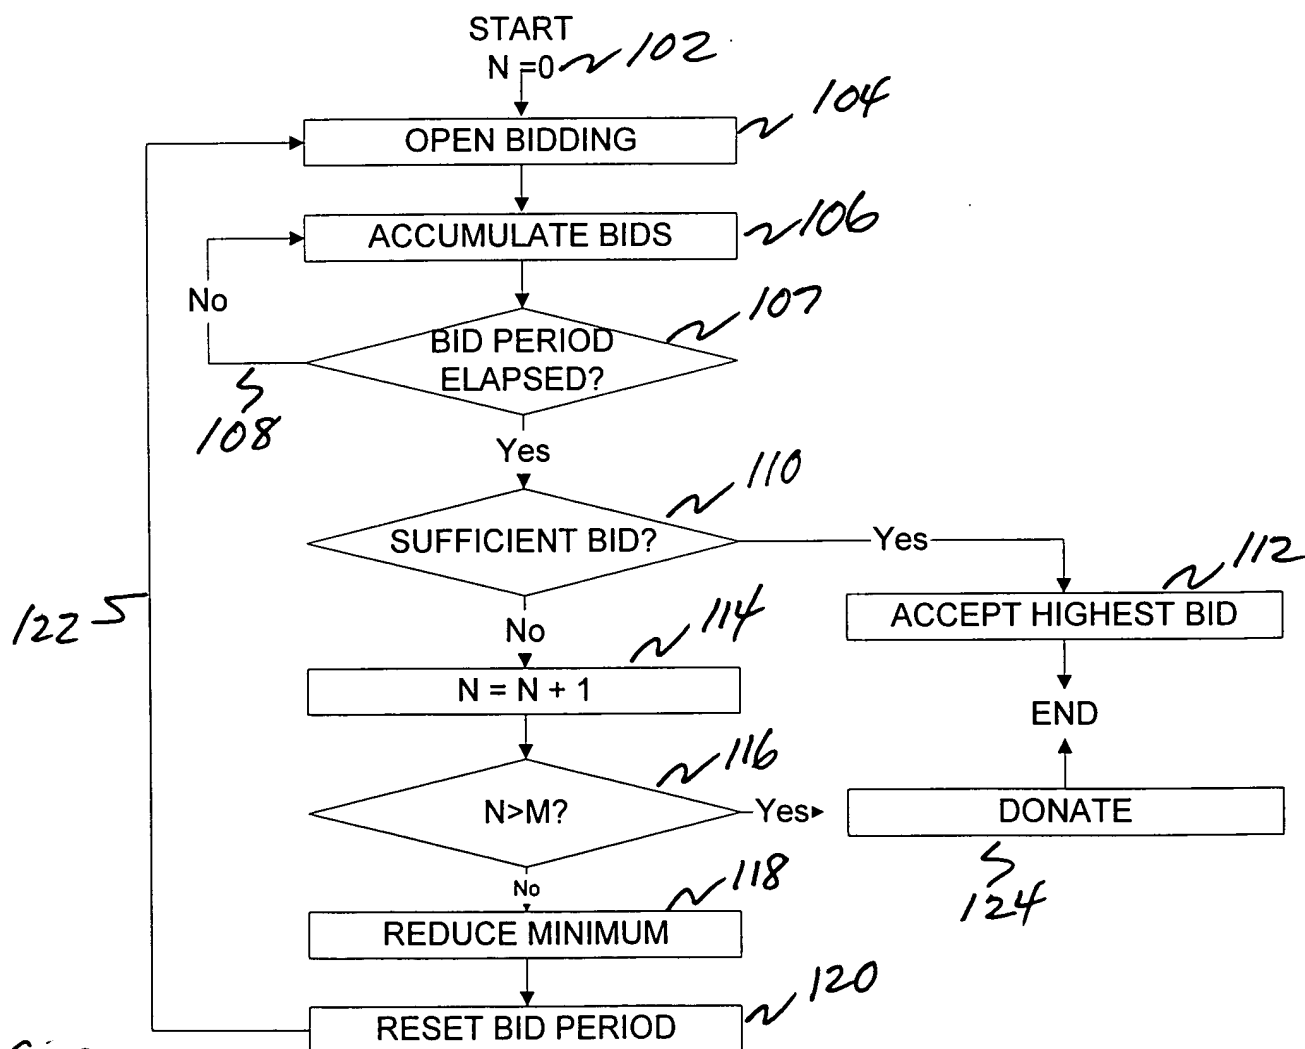 START
N =0 102
104
OPEN BIDDING
ACCUMULATE BIDS 106
No
107
BID PERIOD
ELAPSED?
108
Yes
110
SUFFICIENT BID?
Yes
112
ACCEPT HIGHEST BID
122
No
114
N = N + 1
END
116
N>M?
Yes
DONATE
124
No
118
REDUCE MINIMUM
120
RESET BID PERIOD